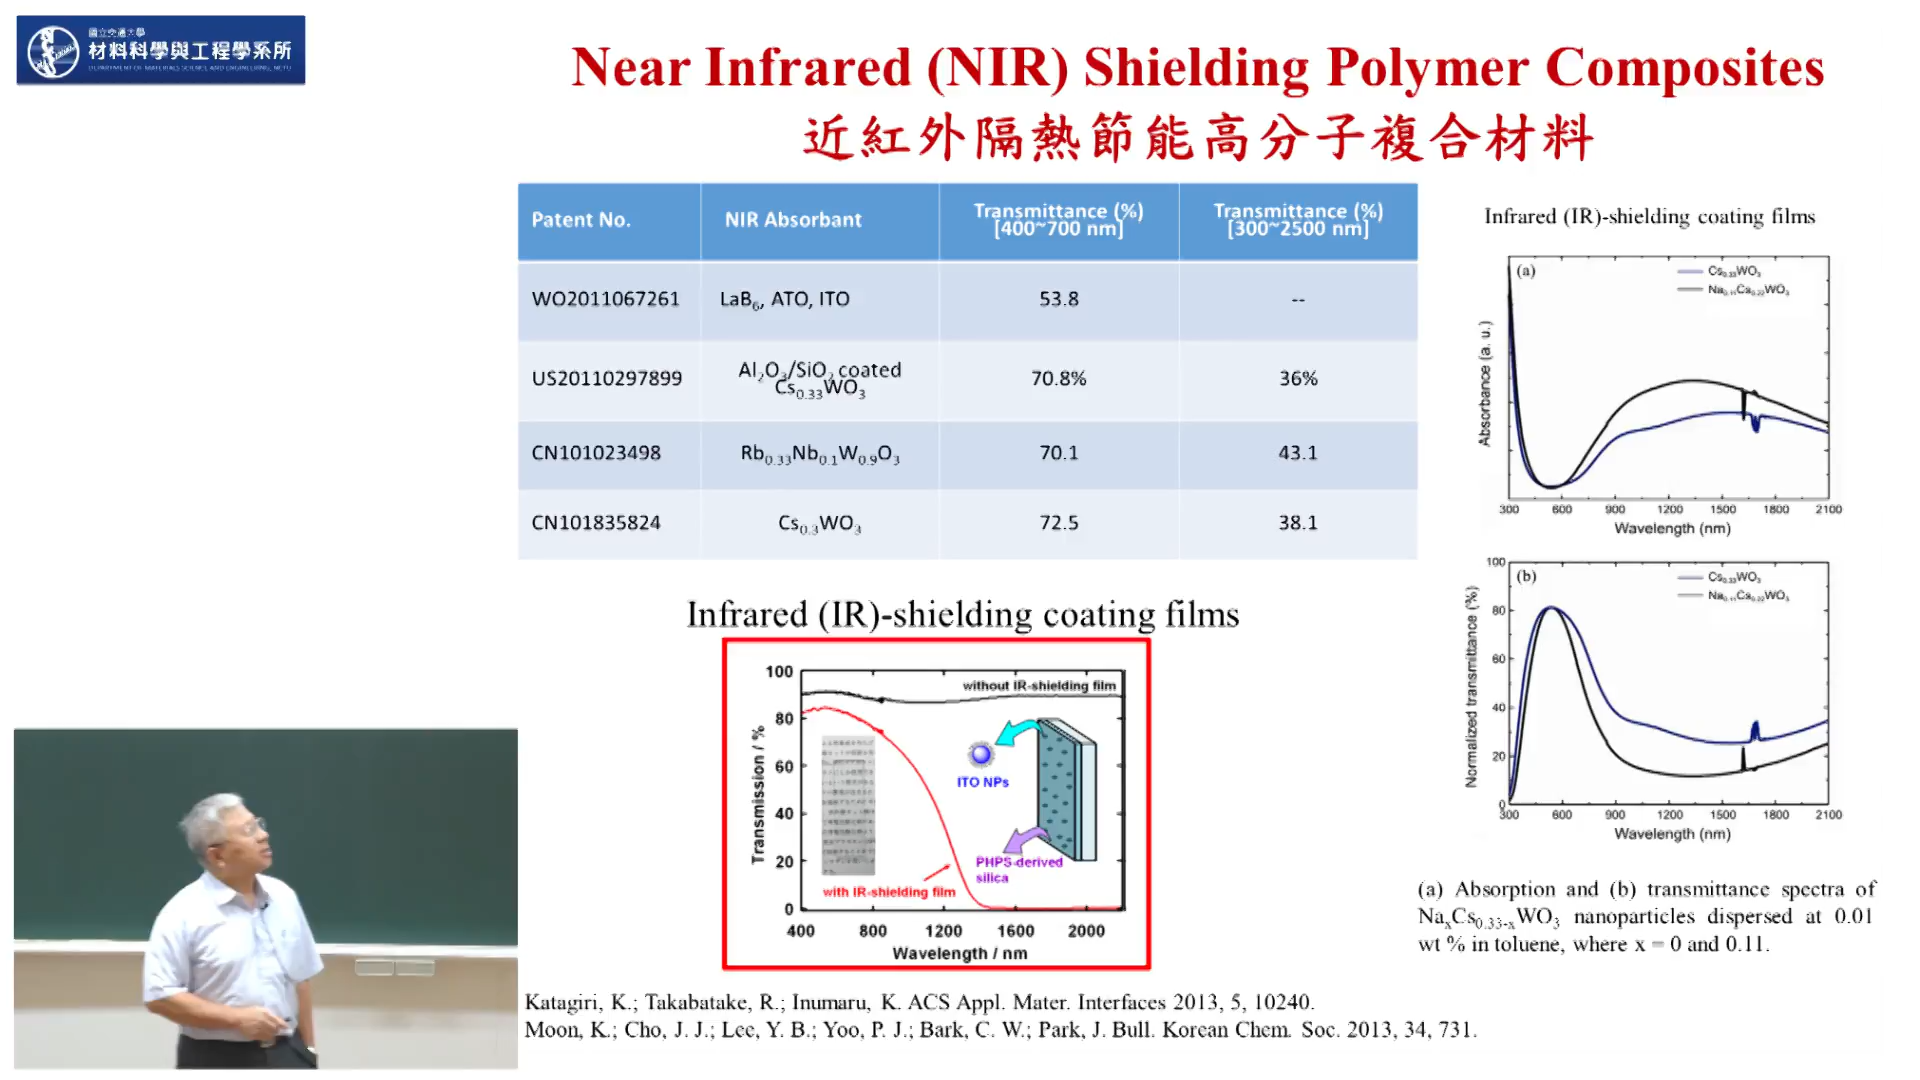 國立交通大學
材料科學與工程學系所
DEPARTMENT OF MATERIALS SCIENCE AND ENGINEERING, NCTU
Near Infrared (NIR) Shielding Polymer Composites
近紅外隔熱節能高分子複合材料
Patent No.
NIR Absorbant
Transmittance (%)
[400~700 nm]
Transmittance (%)
[300~2500 nm]
WO2011067261
LaB6, ATO, ITO
53.8
--
US20110297899
Al2O3/SiO2 coated
Cs0.33WO3
70.8%
36%
CN101023498
Rb0.33Nb0.1W0.9O3
70.1
43.1
CN101835824
Cs0.3WO3
72.5
38.1
Infrared (IR)-shielding coating films
100
80
60
40
20
0
Transmission / %
without IR-shielding film
ITO NPs
PHPS-derived
silica
with IR-shielding film
400 800 1200 1600 2000
Wavelength / nm
Infrared (IR)-shielding coating films
(a)
Cs0.33WO3
Na0.11Cs0.22WO3
Absorbance (a. u.)
300 600 900 1200 1500 1800 2100
Wavelength (nm)
(b)
Cs0.33WO3
Na0.11Cs0.22WO3
100
80
60
40
20
0
Normalized transmittance (%)
300 600 900 1200 1500 1800 2100
Wavelength (nm)
(a) Absorption and (b) transmittance spectra of
NaxCs0.33-xWO3 nanoparticles dispersed at 0.01
wt % in toluene, where x = 0 and 0.11.
Katagiri, K.; Takabatake, R.; Inumaru, K. ACS Appl. Mater. Interfaces 2013, 5, 10240.
Moon, K.; Cho, J. J.; Lee, Y. B.; Yoo, P. J.; Bark, C. W.; Park, J. Bull. Korean Chem. Soc. 2013, 34, 731.